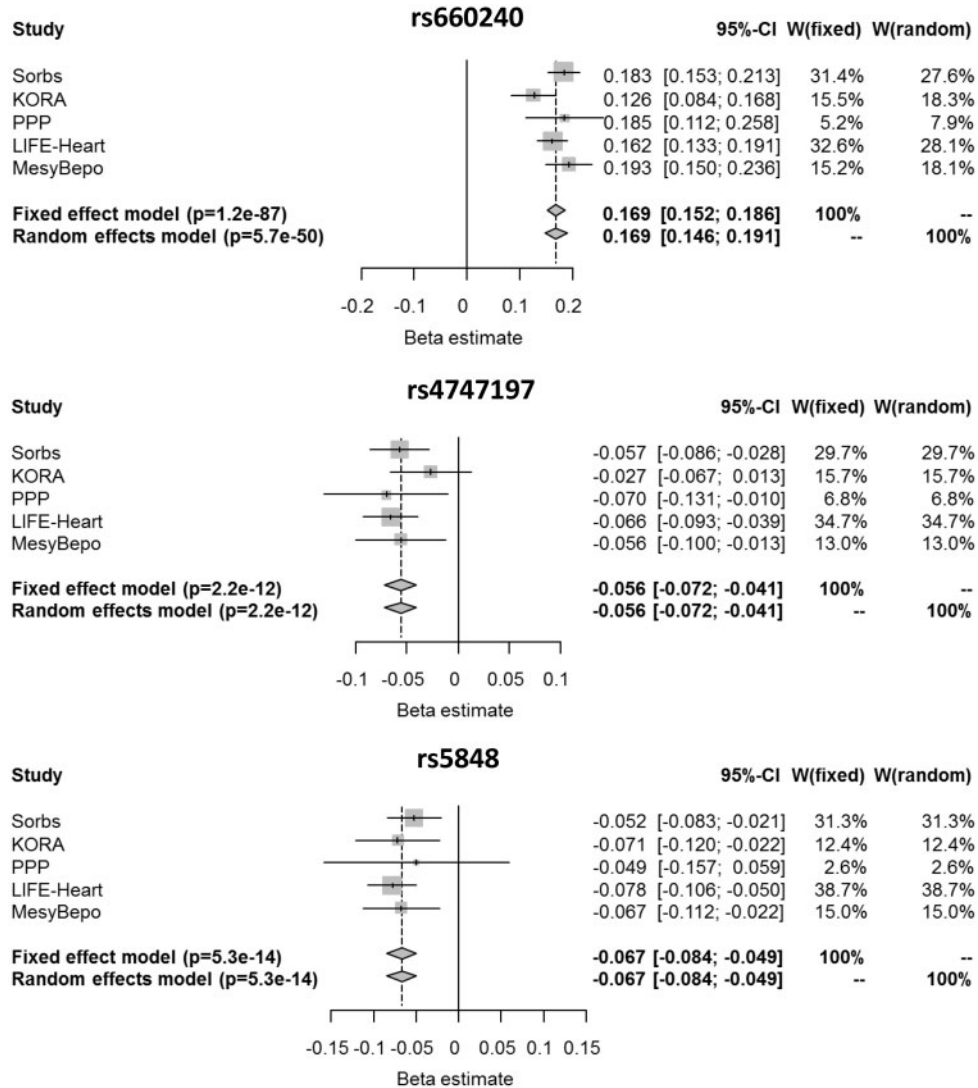 rs660240
Study 95%-CI W(fixed) W(random)
Sorbs 0.183 [0.153; 0.213] 31.4% 27.6%
KORA 0.126 [0.084; 0.168] 15.5% 18.3%
PPP 0.185 [0.112; 0.258] 5.2% 7.9%
LIFE-Heart 0.162 [0.133; 0.191] 32.6% 28.1%
MesyBepo 0.193 [0.150; 0.236] 15.2% 18.1%
Fixed effect model (p=1.2e-87) 0.169 [0.152; 0.186] 100% --
Random effects model (p=5.7e-50) 0.169 [0.146; 0.191] -- 100%
-0.2 -0.1 0 0.1 0.2
Beta estimate
rs4747197
Study 95%-CI W(fixed) W(random)
Sorbs -0.057 [-0.086; -0.028] 29.7% 29.7%
KORA -0.027 [-0.067; 0.013] 15.7% 15.7%
PPP -0.070 [-0.131; -0.010] 6.8% 6.8%
LIFE-Heart -0.066 [-0.093; -0.039] 34.7% 34.7%
MesyBepo -0.056 [-0.100; -0.013] 13.0% 13.0%
Fixed effect model (p=2.2e-12) -0.056 [-0.072; -0.041] 100% --
Random effects model (p=2.2e-12) -0.056 [-0.072; -0.041] -- 100%
-0.1 -0.05 0 0.05 0.1
Beta estimate
rs5848
Study 95%-CI W(fixed) W(random)
Sorbs -0.052 [-0.083; -0.021] 31.3% 31.3%
KORA -0.071 [-0.120; -0.022] 12.4% 12.4%
PPP -0.049 [-0.157; 0.059] 2.6% 2.6%
LIFE-Heart -0.078 [-0.106; -0.050] 38.7% 38.7%
MesyBepo -0.067 [-0.112; -0.022] 15.0% 15.0%
Fixed effect model (p=5.3e-14) -0.067 [-0.084; -0.049] 100% --
Random effects model (p=5.3e-14) -0.067 [-0.084; -0.049] -- 100%
-0.15 -0.1 -0.05 0 0.05 0.1 0.15
Beta estimate